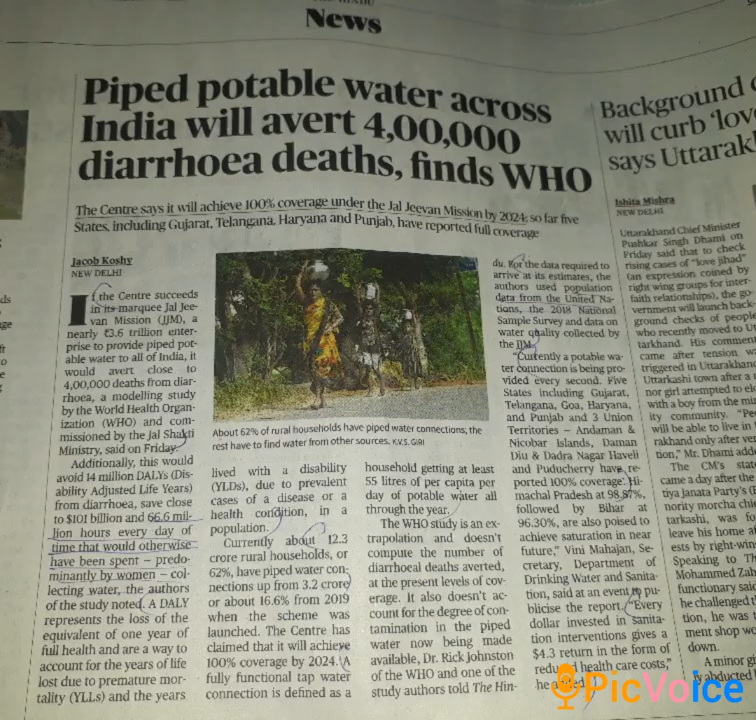 News
Piped potable water across
India will avert 4,00,000
diarrhoea deaths, finds WHO
The Centre says it will achieve 100% coverage under the Jal Jeevan Mission by 2024; so far five
States, including Gujarat, Telangana, Haryana and Punjab, have reported full coverage
Jacob Koshy
NEW DELHI
If the Centre succeeds
in its marquee Jal Jee-
van Mission (JJM), a
nearly ₹3.6 trillion enter-
prise to provide piped pot-
able water to all of India, it
would avert close to
4,00,000 deaths from diar-
rhoea, a modelling study
by the World Health Organ-
ization (WHO) and com-
missioned by the Jal Shakti
Ministry, said on Friday.
Additionally, this would
avoid 14 million DALYs (Dis-
ability Adjusted Life Years)
from diarrhoea, save close
to $101 billion and 66.6 mil-
lion hours every day of
time that would otherwise
have been spent – predo-
minantly by women – col-
lecting water, the authors
of the study noted. A DALY
represents the loss of the
equivalent of one year of
full health and are a way to
account for the years of life
lost due to premature mor-
tality (YLLs) and the years
About 62% of rural households have piped water connections; the
rest have to find water from other sources. K.V.S. GIRI
lived with a disability
(YLDs), due to prevalent
cases of a disease or a
health condition, in a
population.
Currently about 12.3
crore rural households, or
62%, have piped water con-
nections up from 3.2 crore
or about 16.6% from 2019
when the scheme was
launched. The Centre has
claimed that it will achieve
100% coverage by 2024. A
fully functional tap water
connection is defined as a
household getting at least
55 litres of per capita per
day of potable water all
through the year.
The WHO study is an ex-
trapolation and doesn't
compute the number of
diarrhoeal deaths averted,
at the present levels of cov-
erage. It also doesn't ac-
count for the degree of con-
tamination in the piped
water now being made
available, Dr. Rick Johnston
of the WHO and one of the
study authors told The Hin-
du. For the data required to
arrive at its estimates, the
authors used population
data from the United Na-
tions, the 2018 National
Sample Survey and data on
water quality collected by
the JJM.
"Currently a potable wa-
ter connection is being pro-
vided every second. Five
States including Gujarat,
Telangana, Goa, Haryana,
and Punjab and 3 Union
Territories – Andaman &
Nicobar Islands, Daman
Diu & Dadra Nagar Haveli
and Puducherry have re-
ported 100% coverage. Hi-
machal Pradesh at 98.87%,
followed by Bihar at
96.30%, are also poised to
achieve saturation in near
future," Vini Mahajan, Se-
cretary, Department of
Drinking Water and Sanita-
tion, said at an event to pu-
blicise the report. "Every
dollar invested in sanita-
tion interventions gives a
$4.3 return in the form of
reduced health care costs,"
he
Background
will curb 'lov
says Uttarak
Ishita Mishra
NEW DELHI
Uttarakhand Chief Minister
Pushkar Singh Dhami on
Friday said that to check
rising cases of "love jihad"
(an expression coined by
right wing groups for inter-
faith relationships), the go-
vernment will launch back-
ground checks of people
who recently moved to U
tarkhand. His comment
came after tension w
triggered in Uttarakhand
Uttarkashi town after a
nor girl attempted to el
with a boy from the mi
ity community. "Pe
will be able to live in
rakhand only after ver
tion," Mr. Dhami adde
The CM's stat
came a day after the
tiya Janata Party's (B
nority morcha chie
tarkashi, was fo
leave his home af
ests by right-win
Speaking to Th
Mohammed Zah
functionary said
he challenged t
tion, he was t
ment shop wo
down.
A minor gi
ly abducted
PicVoice